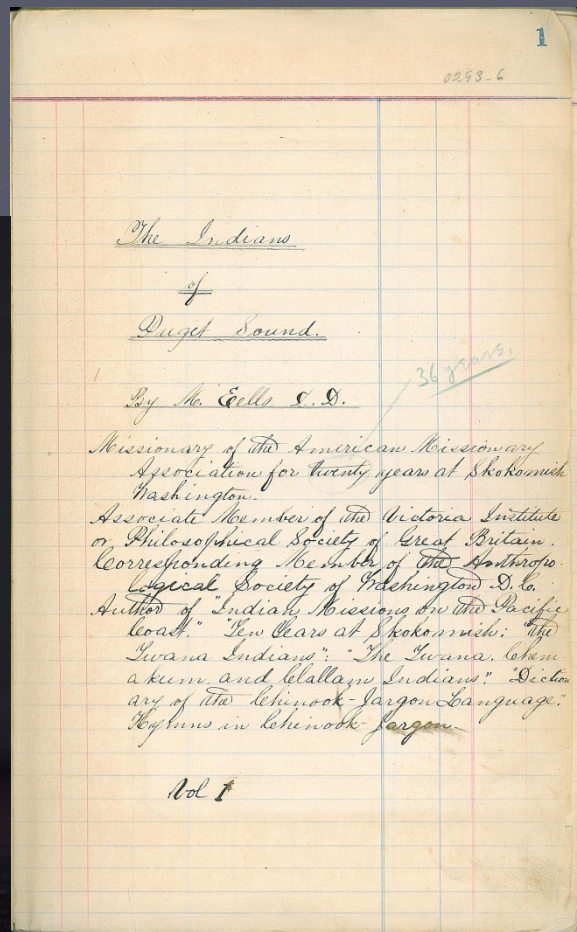 1
0293-6
The Indians
of
Puget Sound.
36 years.
By M. Eells D.D.
Missionary of the American Missionary
Association for twenty years at Skokomish
Washington.
Associate Member of the Victoria Institute
or Philosophical Society of Great Britain.
Corresponding Member of the Anthropo
logical Society of Washington D.C.
Author of "Indian Missions on the Pacific
Coast." "Ten Years at Skokomish: "The
Twana Indians": "The Twana, Chem-
akum, and Clallam Indians": "Diction
ary of the Chinook-Jargon Language":
Hymns in Chinook-Jargon.
Vol 1